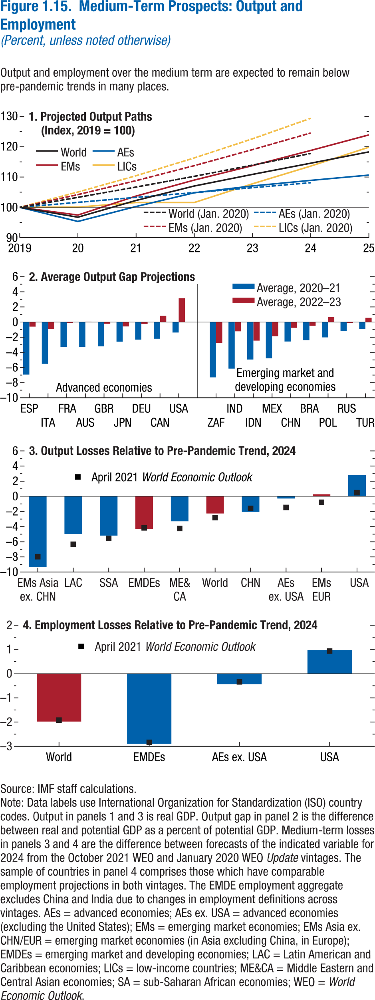 Figure 1.15. Medium-Term Prospects: Output and
Employment
(Percent, unless noted otherwise)
Output and employment over the medium term are expected to remain below
pre-pandemic trends in many places.
1. Projected Output Paths
(Index, 2019 = 100)
World AEs
EMs LICs
130
120
110
100
90
World (Jan. 2020) AEs (Jan. 2020)
EMs (Jan. 2020) LICs (Jan. 2020)
2019 20 21 22 23 24 25
2. Average Output Gap Projections
Average, 2020–21
Average, 2022–23
6
4
2
0
–2
–4
–6
–8
–10
Advanced economies
Emerging market and
developing economies
ESP FRA GBR DEU USA IND MEX BRA RUS
ITA AUS JPN CAN ZAF IDN CHN POL TUR
3. Output Losses Relative to Pre-Pandemic Trend, 2024
April 2021 World Economic Outlook
6
4
2
0
–2
–4
–6
–8
–10
EMs Asia LAC SSA EMDEs ME& World CHN AEs EMs USA
ex. CHN CA ex. USA EUR
4. Employment Losses Relative to Pre-Pandemic Trend, 2024
April 2021 World Economic Outlook
2
1
0
–1
–2
–3
World EMDEs AEs ex. USA USA
Source: IMF staff calculations.
Note: Data labels use International Organization for Standardization (ISO) country
codes. Output in panels 1 and 3 is real GDP. Output gap in panel 2 is the difference
between real and potential GDP as a percent of potential GDP. Medium-term losses
in panels 3 and 4 are the difference between forecasts of the indicated variable for
2024 from the October 2021 WEO and January 2020 WEO Update vintages. The
sample of countries in panel 4 comprises those which have comparable
employment projections in both vintages. The EMDE employment aggregate
excludes China and India due to changes in employment definitions across
vintages. AEs = advanced economies; AEs ex. USA = advanced economies
(excluding the United States); EMs = emerging market economies; EMs Asia ex.
CHN/EUR = emerging market economies (in Asia excluding China, in Europe);
EMDEs = emerging market and developing economies; LAC = Latin American and
Caribbean economies; LICs = low-income countries; ME&CA = Middle Eastern and
Central Asian economies; SA = sub-Saharan African economies; WEO = World
Economic Outlook.